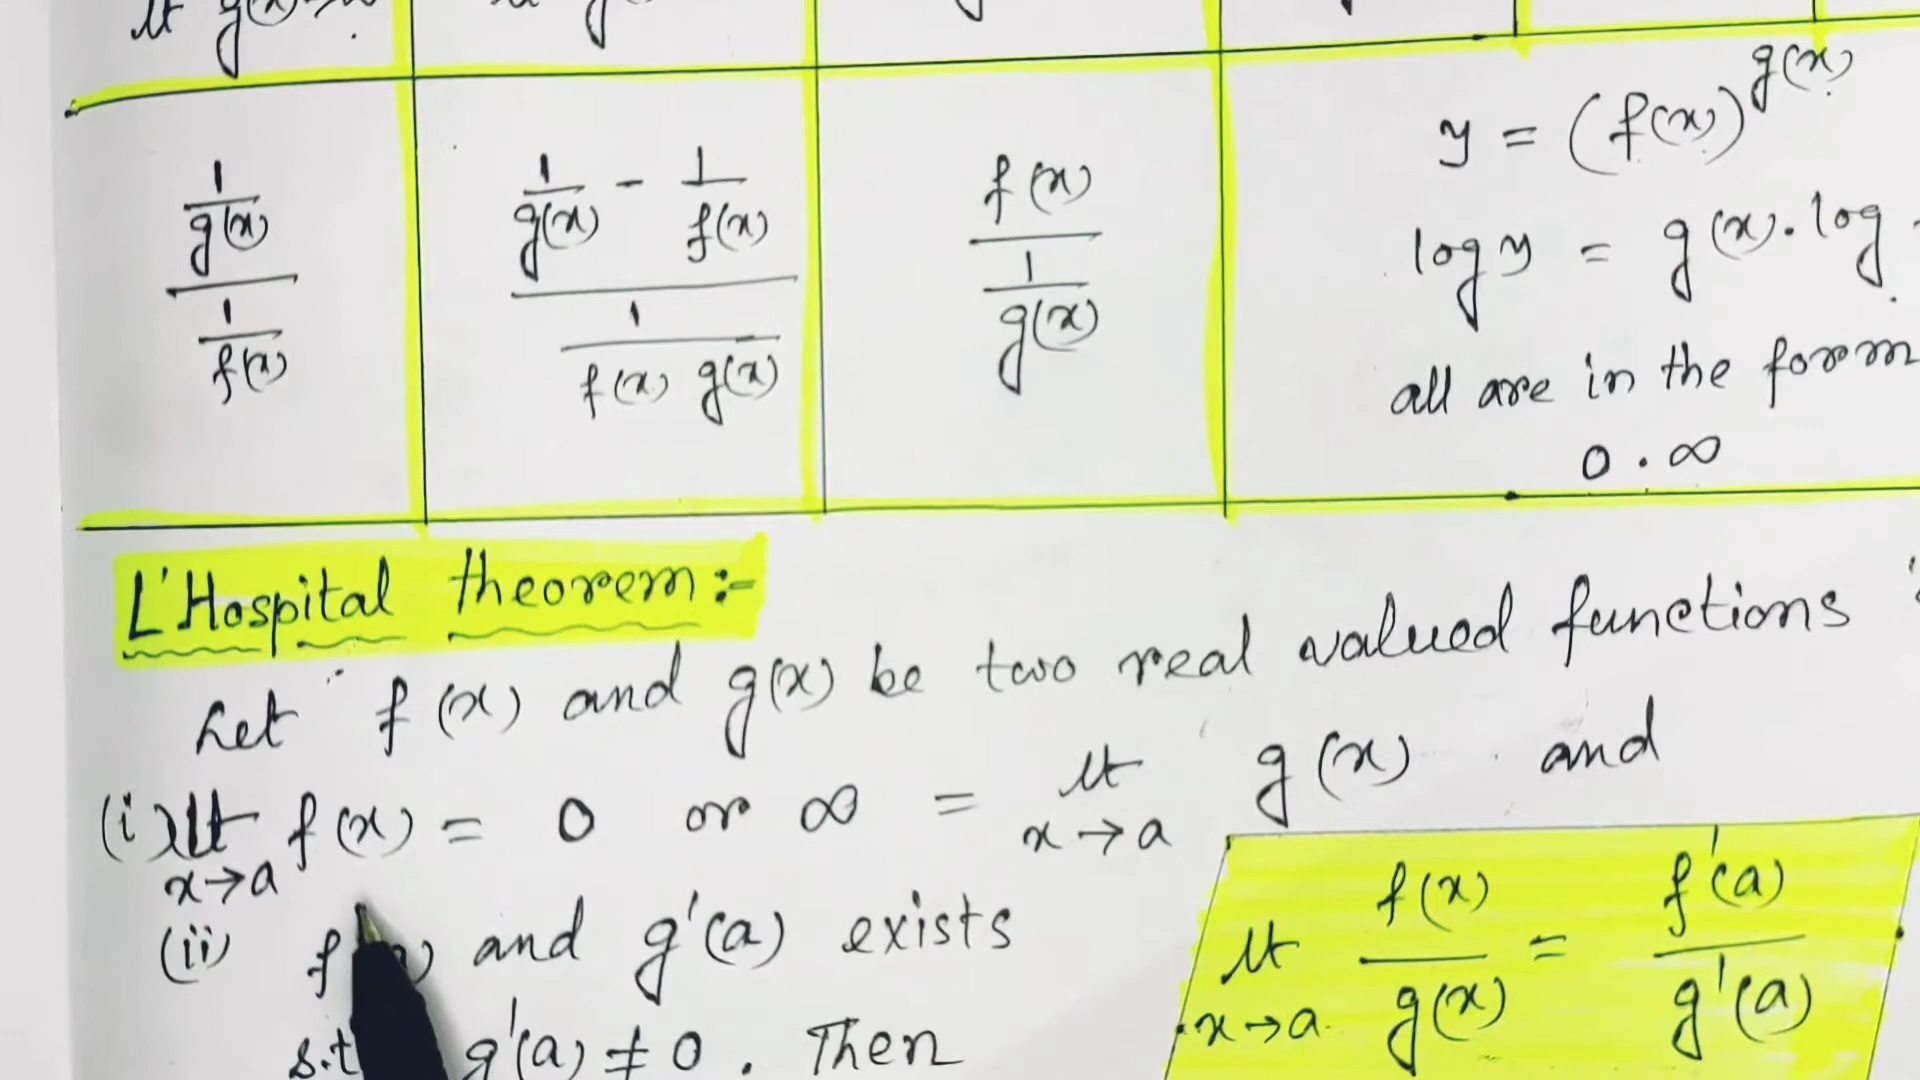 lt g(x)
1/g(x) / 1/f(x)
1/g(x) - 1/f(x) / 1/f(x) g(x)
f(x) / 1/g(x)
y = (f(x))^g(x)
log y = g(x).log
all are in the form
0 . ∞
L'Hospital theorem:-
Let f(x) and g(x) be two real valued functions
(i) lt x→a f(x) = 0 or ∞ = lt x→a g(x) and
(ii) f and g'(a) exists
s.t g'(a) ≠ 0 . Then
lt x→a f(x)/g(x) = f'(a)/g'(a)